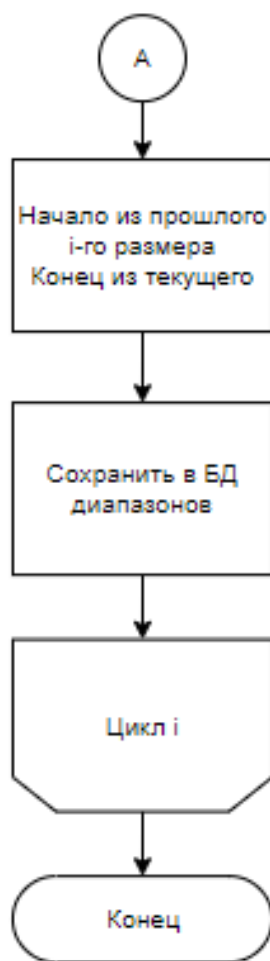 А
Начало из прошлого
i-го размера
Конец из текущего
Сохранить в БД
диапазонов
Цикл i
Конец